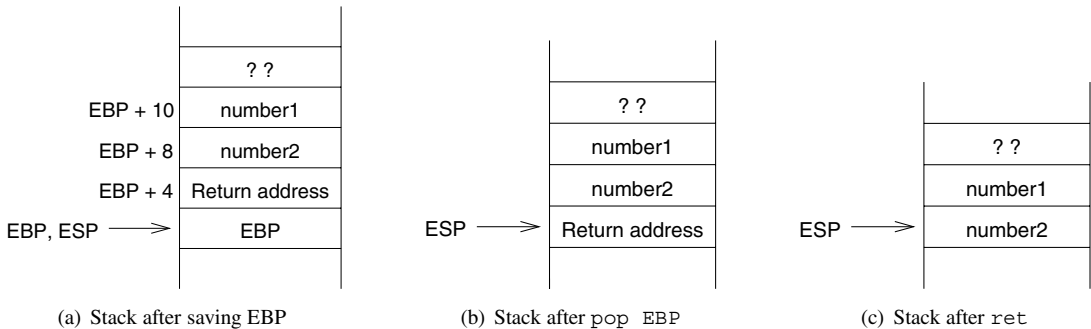 ? ?
EBP + 10 number1
EBP + 8 number2
EBP + 4 Return address
EBP, ESP EBP
(a) Stack after saving EBP
? ?
number1
number2
ESP Return address
(b) Stack after pop EBP
? ?
number1
ESP number2
(c) Stack after ret